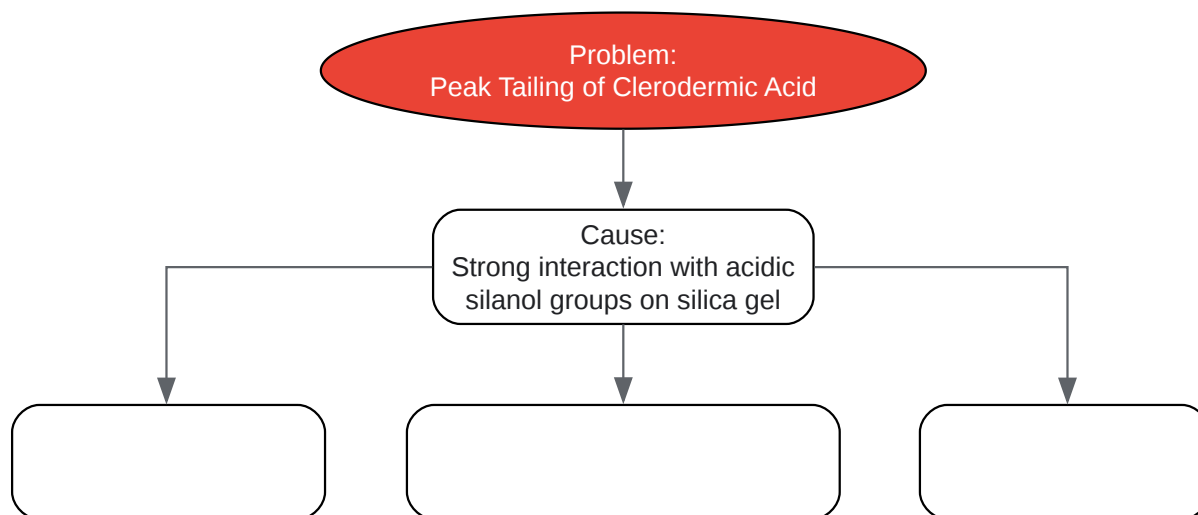 Problem:
Peak Tailing of Clerodermic Acid
Cause:
Strong interaction with acidic
silanol groups on silica gel